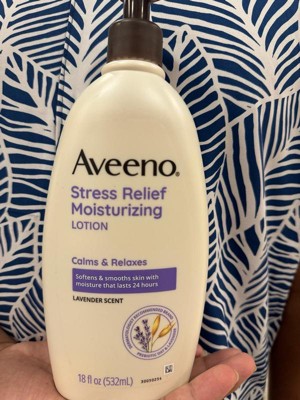 Aveeno®
Stress Relief
Moisturizing
LOTION
Calms & Relaxes
Softens & smooths skin with
moisture that lasts 24 hours
LAVENDER SCENT
18 fl oz (532mL)